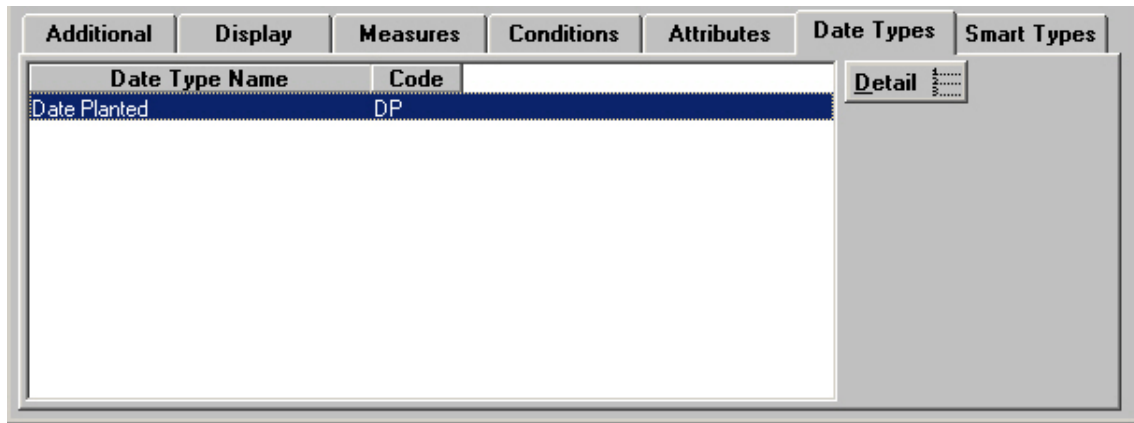 Additional Display Measures Conditions Attributes Date Types Smart Types
Date Type Name Code
Detail
Date Planted DP